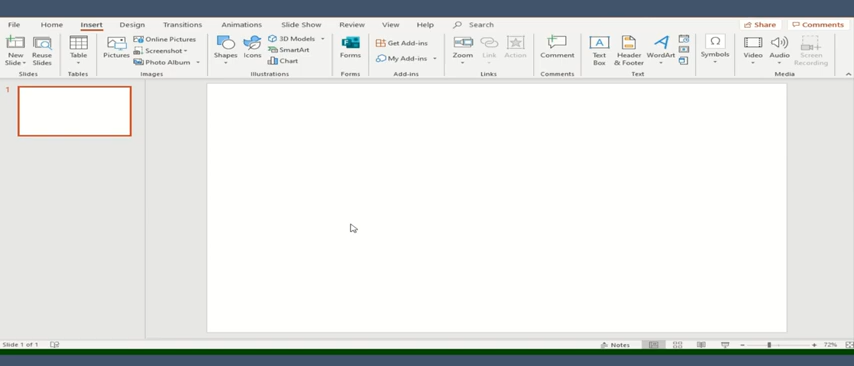 File Home Insert Design Transitions Animations Slide Show Review View Help Search Share Comments
New Slide
Reuse Slides
Slides
Table
Tables
Pictures
Online Pictures
Screenshot
Photo Album
Images
Shapes
Icons
3D Models
SmartArt
Chart
Illustrations
Forms
Forms
Get Add-ins
My Add-ins
Add-ins
Zoom
Link
Action
Links
Comment
Comments
Text Box
Header & Footer
WordArt
Text
Symbols
Video
Audio
Screen Recording
Media
1
Slide 1 of 1
Notes
72%